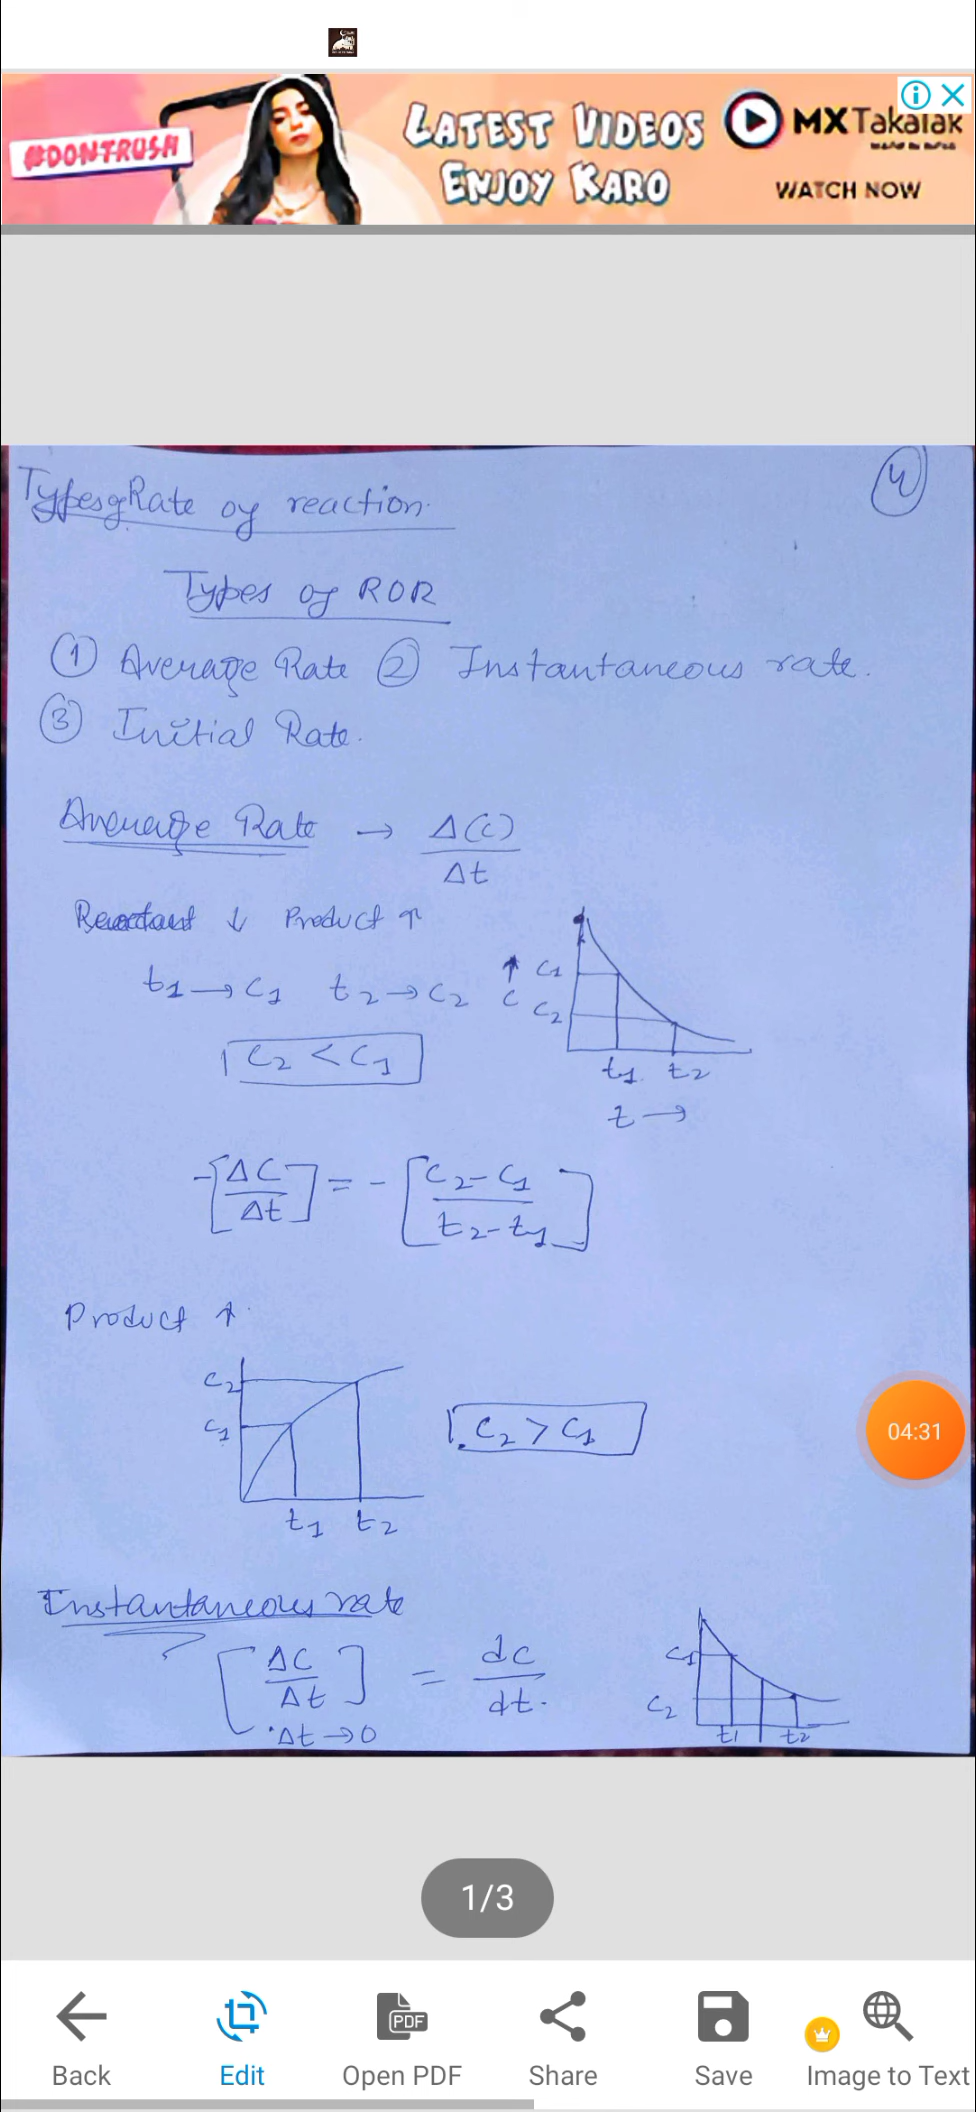 #DONTRUSH
LATEST VIDEOS
ENJOY KARO
MXTakatak
WATCH NOW
Types of Rate of reaction.
4
Types of ROR
① Average Rate ② Instantaneous rate.
③ Initial Rate.
Average Rate → Δ(c)
Δt
Reactant ↓ Product ↑
t1 → C1 t2 → C2
C2 < C1
↑ C
C1
C2
t1 t2
t →
-[ΔC/Δt] = -[C2-C1/t2-t1]
Product ↑
C2
C1
t1 t2
C2 > C1
Instantaneous rate
[ΔC/Δt] = dc/dt.
Δt → 0
C1
C2
t1 t2
04:31
1/3
PDF
Back Edit Open PDF Share Save Image to Text